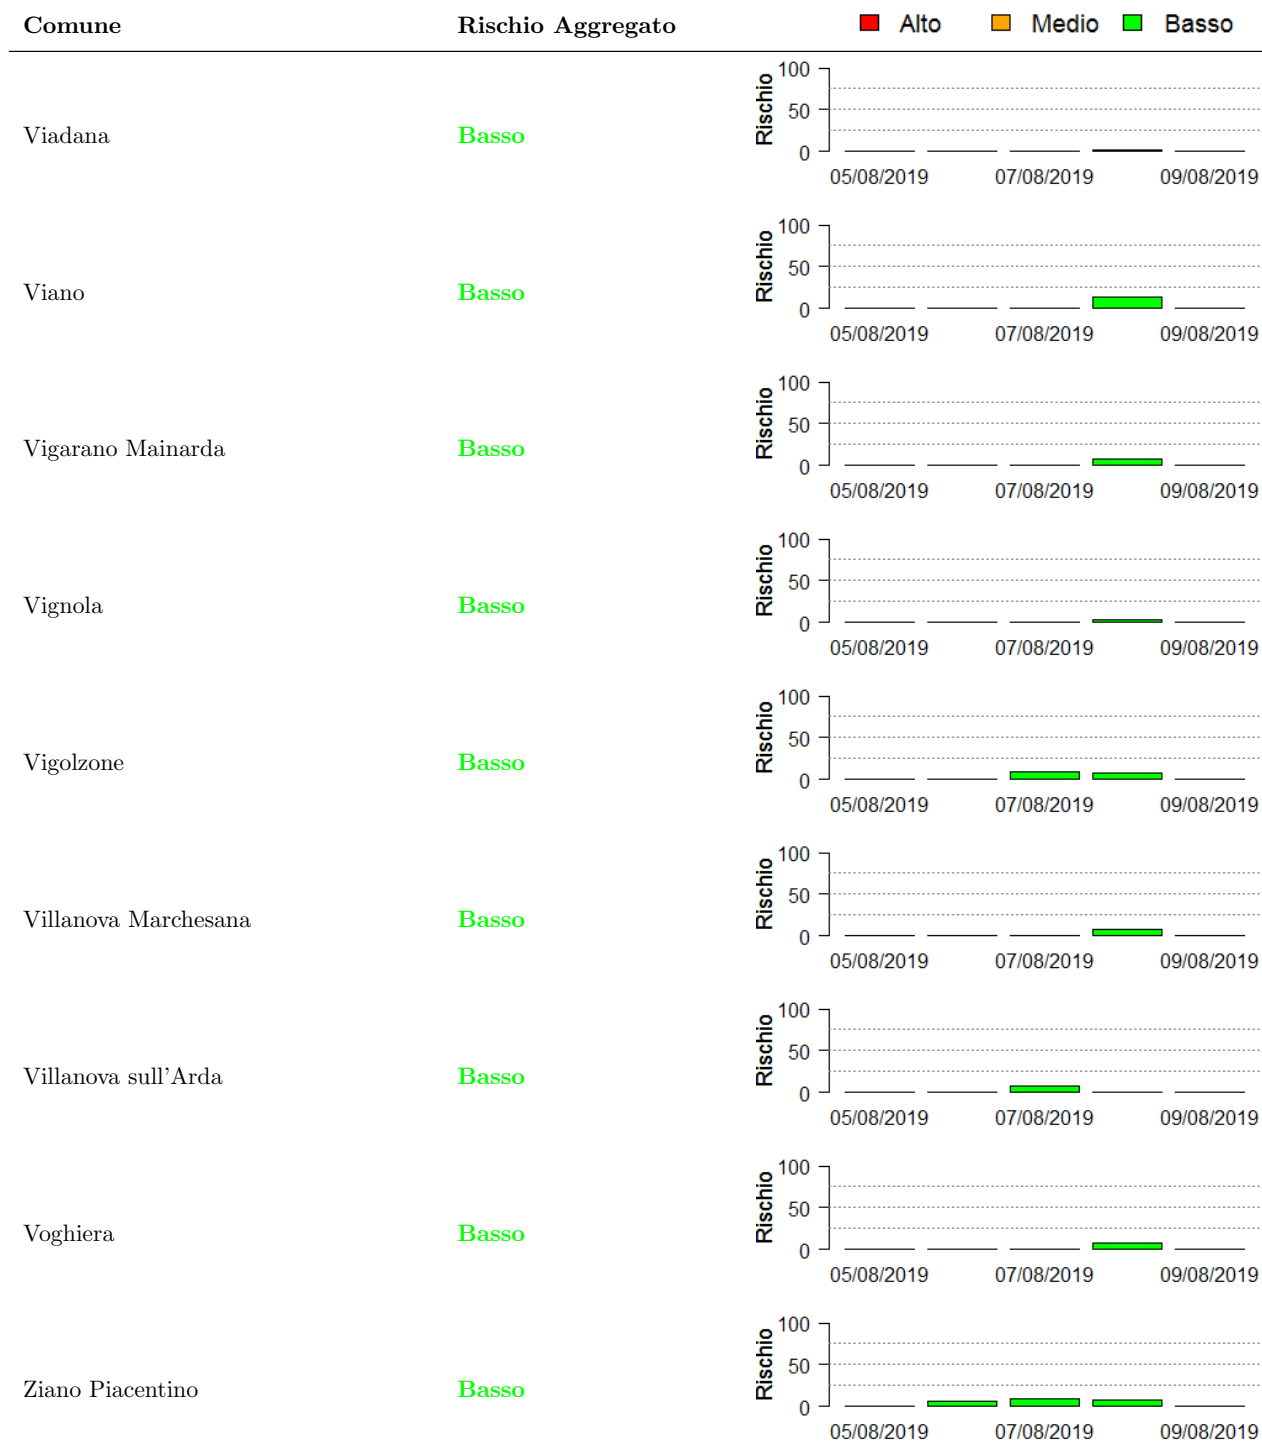 Comune Rischio Aggregato Alto Medio Basso
100
50
0
Rischio
Viadana Basso
05/08/2019 07/08/2019 09/08/2019
100
50
0
Rischio
Viano Basso
05/08/2019 07/08/2019 09/08/2019
100
50
0
Rischio
Vigarano Mainarda Basso
05/08/2019 07/08/2019 09/08/2019
100
50
0
Rischio
Vignola Basso
05/08/2019 07/08/2019 09/08/2019
100
50
0
Rischio
Vigolzone Basso
05/08/2019 07/08/2019 09/08/2019
100
50
0
Rischio
Villanova Marchesana Basso
05/08/2019 07/08/2019 09/08/2019
100
50
0
Rischio
Villanova sull'Arda Basso
05/08/2019 07/08/2019 09/08/2019
100
50
0
Rischio
Voghiera Basso
05/08/2019 07/08/2019 09/08/2019
100
50
0
Rischio
Ziano Piacentino Basso
05/08/2019 07/08/2019 09/08/2019